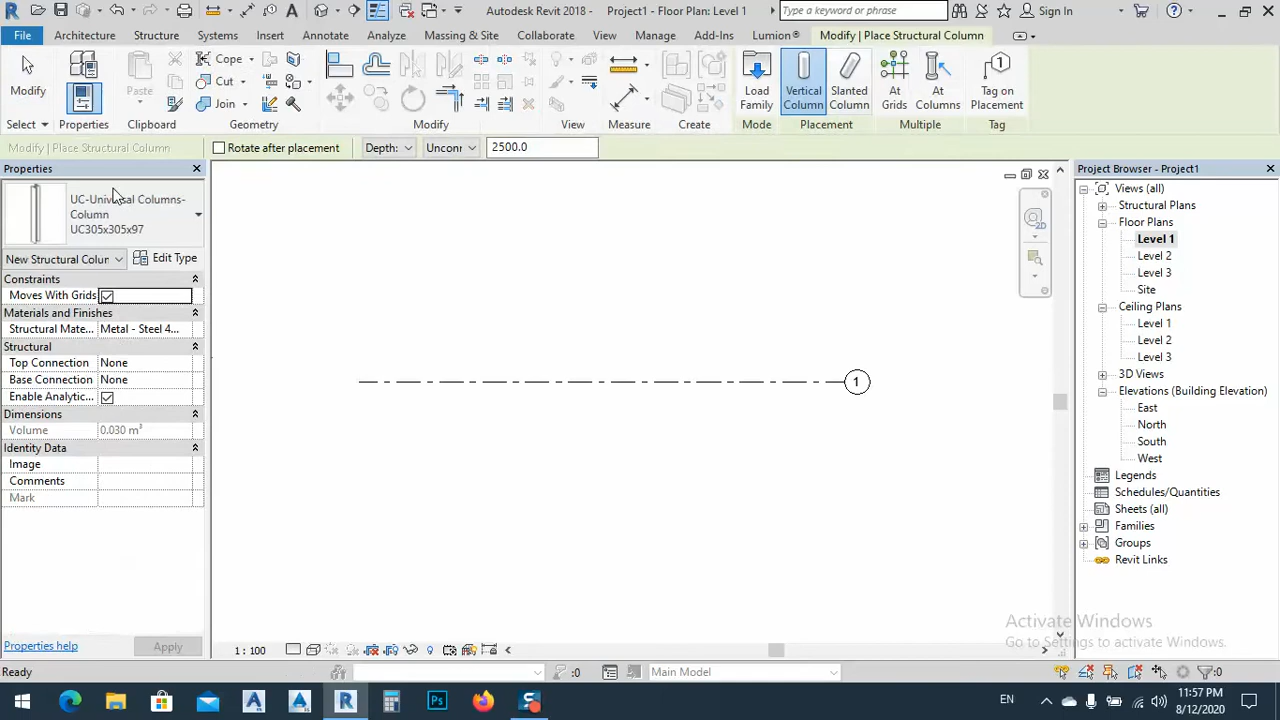 Autodesk Revit 2018 - Project1 - Floor Plan: Level 1
Type a keyword or phrase
Sign In
File Architecture Structure Systems Insert Annotate Analyze Massing & Site Collaborate View Manage Add-Ins Lumion® Modify | Place Structural Column
Modify
Properties
Paste
Cope
Cut
Join
Load Family
Vertical Column
Slanted Column
At Grids
At Columns
Tag on Placement
Select Properties Clipboard Geometry Modify View Measure Create Mode Placement Multiple Tag
Modify | Place Structural Column Rotate after placement Depth: Uncon 2500.0
Properties
UC-Universal Columns-
Column
UC305x305x97
New Structural Colur Edit Type
Constraints
Moves With Grids
Materials and Finishes
Structural Mate... Metal - Steel 4...
Structural
Top Connection None
Base Connection None
Enable Analytic...
Dimensions
Volume 0.030 m³
Identity Data
Image
Comments
Mark
Properties help Apply
2D
1
Project Browser - Project1
Views (all)
Structural Plans
Floor Plans
Level 1
Level 2
Level 3
Site
Ceiling Plans
Level 1
Level 2
Level 3
3D Views
Elevations (Building Elevation)
East
North
South
West
Legends
Schedules/Quantities
Sheets (all)
Families
Groups
Revit Links
Activate Windows
Go to Settings to activate Windows.
1 : 100
Ready :0 Main Model :0
EN 11:57 PM
8/12/2020